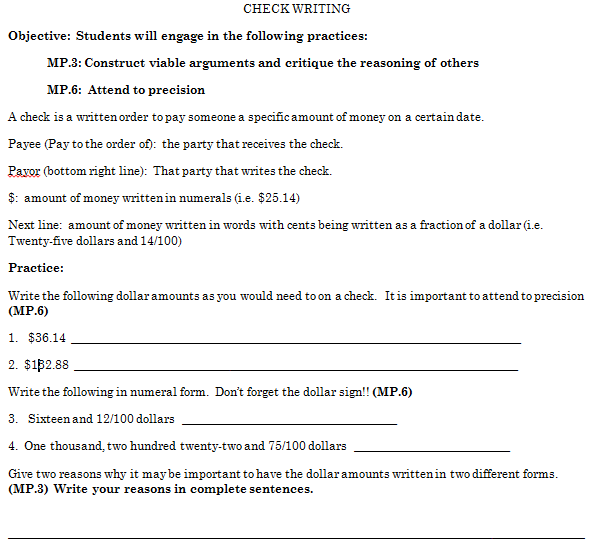 CHECK WRITING
Objective: Students will engage in the following practices:
MP.3: Construct viable arguments and critique the reasoning of others
MP.6: Attend to precision
A check is a written order to pay someone a specific amount of money on a certain date.
Payee (Pay to the order of): the party that receives the check.
Payor (bottom right line): That party that writes the check.
$: amount of money written in numerals (i.e. $25.14)
Next line: amount of money written in words with cents being written as a fraction of a dollar (i.e.
Twenty-five dollars and 14/100)
Practice:
Write the following dollar amounts as you would need to on a check. It is important to attend to precision
(MP.6)
1. $36.14
2. $132.88
Write the following in numeral form. Don't forget the dollar sign!! (MP.6)
3. Sixteen and 12/100 dollars
4. One thousand, two hundred twenty-two and 75/100 dollars
Give two reasons why it may be important to have the dollar amounts written in two different forms.
(MP.3) Write your reasons in complete sentences.